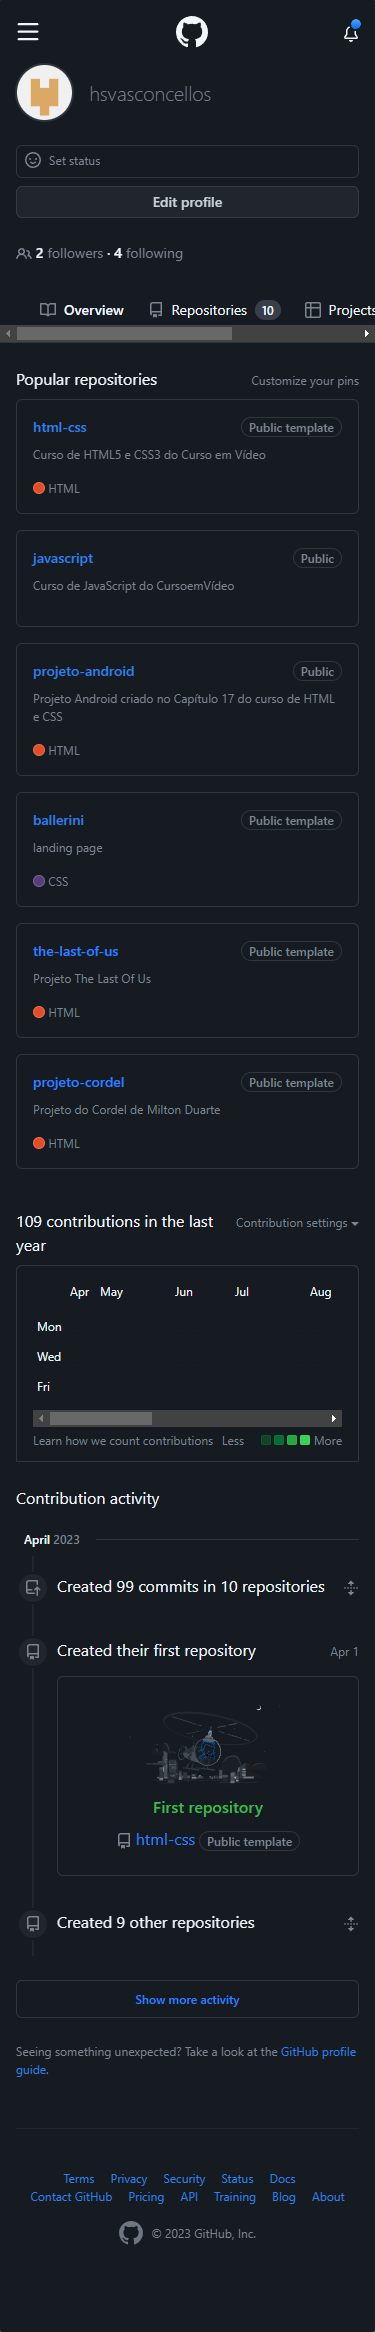 hsvasconcellos
Set status
Edit profile
2 followers · 4 following
Overview Repositories 10 Projects
Popular repositories Customize your pins
html-css Public template
Curso de HTML5 e CSS3 do Curso em Vídeo
HTML
javascript Public
Curso de JavaScript do CursoemVídeo
projeto-android Public
Projeto Android criado no Capítulo 17 do curso de HTML
e CSS
HTML
ballerini Public template
landing page
CSS
the-last-of-us Public template
Projeto The Last Of Us
HTML
projeto-cordel Public template
Projeto do Cordel de Milton Duarte
HTML
109 contributions in the last
year
Contribution settings
Apr May Jun Jul Aug
Mon
Wed
Fri
Learn how we count contributions Less More
Contribution activity
April 2023
Created 99 commits in 10 repositories
Created their first repository Apr 1
First repository
html-css Public template
Created 9 other repositories
Show more activity
Seeing something unexpected? Take a look at the GitHub profile
guide.
Terms Privacy Security Status Docs
Contact GitHub Pricing API Training Blog About
© 2023 GitHub, Inc.